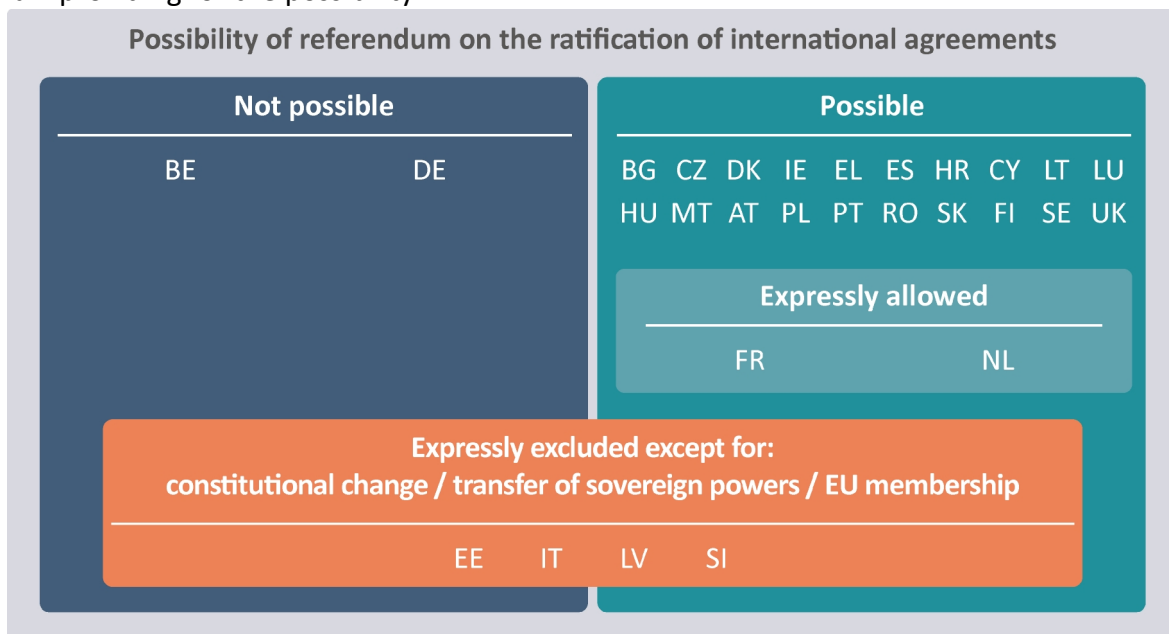 Possibility of referendum on the ratification of international agreements
Not possible
BE DE
Possible
BG CZ DK IE EL ES HR CY LT LU
HU MT AT PL PT RO SK FI SE UK
Expressly allowed
FR NL
Expressly excluded except for:
constitutional change / transfer of sovereign powers / EU membership
EE IT LV SI